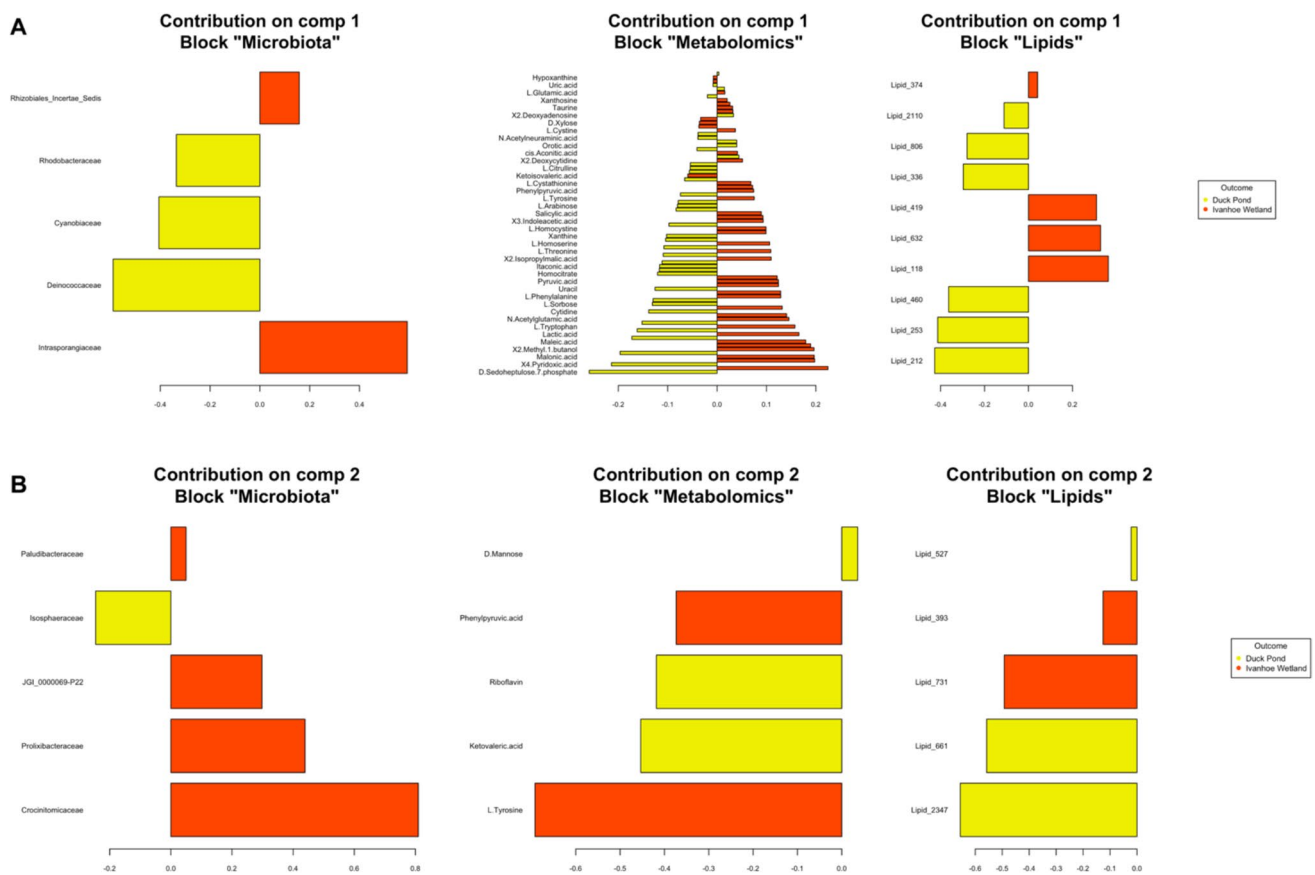 A
Contribution on comp 1
Block "Microbiota"
Rhizobiales_Incertae_Sedis
Rhodobacteraceae
Cyanobiaceae
Deinococcaceae
Intrasporangiaceae
-0.4
-0.2
0.0
0.2
0.4
Contribution on comp 1
Block "Metabolomics"
Hypoxanthine
Uric.acid
L.Glutamic.acid
Xanthosine
Taurine
X2.Deoxyadenosine
D.Xylose
L.Cystine
N.Acetylneuraminic.acid
Orotic.acid
cis.Aconitic.acid
X2.Deoxycytidine
L.Citrulline
Ketoisovaleric.acid
L.Cystathionine
Phenylpyruvic.acid
L.Tyrosine
L.Arabinose
Salicylic.acid
X3.Indoleacetic.acid
L.Homocystine
Xanthine
L.Homoserine
L.Threonine
X2.Isopropylmalic.acid
Itaconic.acid
Homocitrate
Pyruvic.acid
Uracil
L.Phenylalanine
L.Sorbose
Cytidine
N.Acetylglutamic.acid
L.Tryptophan
Lactic.acid
Maleic.acid
X2.Methyl.1.butanol
Malonic.acid
X4.Pyridoxic.acid
D.Sedoheptulose.7.phosphate
-0.2
-0.1
0.0
0.1
0.2
Contribution on comp 1
Block "Lipids"
Lipid_374
Lipid_2110
Lipid_806
Lipid_336
Lipid_419
Lipid_632
Lipid_118
Lipid_460
Lipid_253
Lipid_212
-0.4
-0.2
0.0
0.2
Outcome
Duck Pond
Ivanhoe Wetland
B
Contribution on comp 2
Block "Microbiota"
Paludibacteraceae
Isosphaeraceae
JGI_0000069-P22
Prolixibacteraceae
Crocinitomicaceae
-0.2
0.0
0.2
0.4
0.6
0.8
Contribution on comp 2
Block "Metabolomics"
D.Mannose
Phenylpyruvic.acid
Riboflavin
Ketovaleric.acid
L.Tyrosine
-0.6
-0.5
-0.4
-0.3
-0.2
-0.1
0.0
Contribution on comp 2
Block "Lipids"
Lipid_527
Lipid_393
Lipid_731
Lipid_661
Lipid_2347
-0.6
-0.5
-0.4
-0.3
-0.2
-0.1
0.0
Outcome
Duck Pond
Ivanhoe Wetland